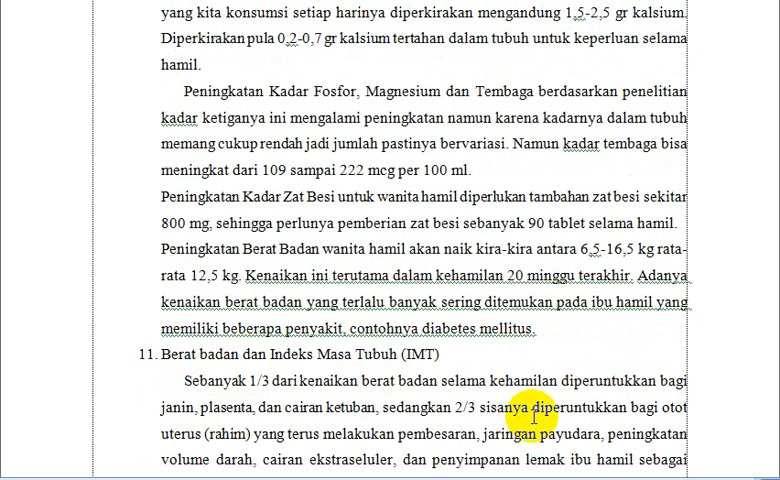 yang kita konsumsi setiap harinya diperkirakan mengandung 1,5-2,5 gr kalsium.
Diperkirakan pula 0,2-0,7 gr kalsium tertahan dalam tubuh untuk keperluan selama
hamil.
Peningkatan Kadar Fosfor, Magnesium dan Tembaga berdasarkan penelitian
kadar ketiganya ini mengalami peningkatan namun karena kadarnya dalam tubuh
memang cukup rendah jadi jumlah pastinya bervariasi. Namun kadar tembaga bisa
meningkat dari 109 sampai 222 mcg per 100 ml.
Peningkatan Kadar Zat Besi untuk wanita hamil diperlukan tambahan zat besi sekitar
800 mg, sehingga perlunya pemberian zat besi sebanyak 90 tablet selama hamil.
Peningkatan Berat Badan wanita hamil akan naik kira-kira antara 6,5-16,5 kg rata-
rata 12,5 kg. Kenaikan ini terutama dalam kehamilan 20 minggu terakhir. Adanya
kenaikan berat badan yang terlalu banyak sering ditemukan pada ibu hamil yang
memiliki beberapa penyakit, contohnya diabetes mellitus.
11. Berat badan dan Indeks Masa Tubuh (IMT)
Sebanyak 1/3 dari kenaikan berat badan selama kehamilan diperuntukkan bagi
janin, plasenta, dan cairan ketuban, sedangkan 2/3 sisanya diperuntukkan bagi otot
uterus (rahim) yang terus melakukan pembesaran, jaringan payudara, peningkatan
volume darah, cairan ekstraseluler, dan penyimpanan lemak ibu hamil sebagai